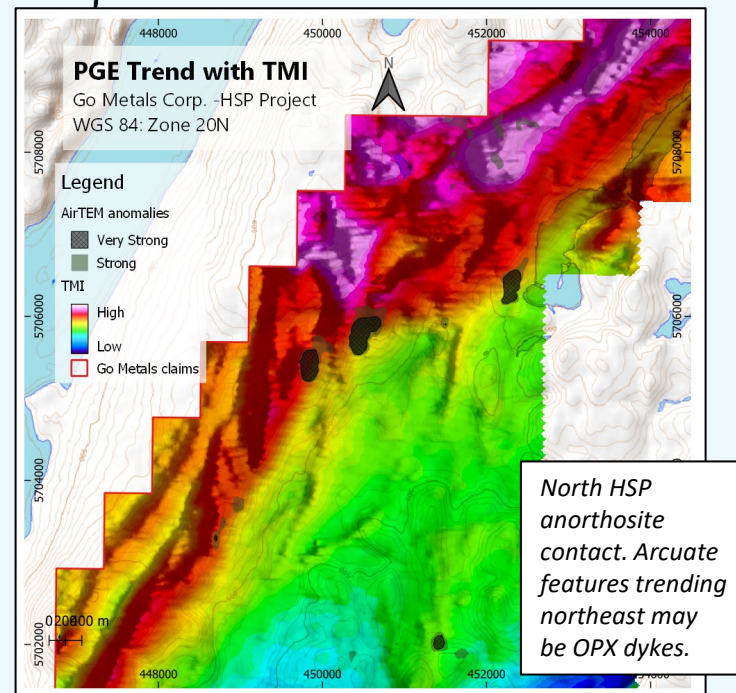 448000 450000 452000 454000
PGE Trend with TMI
Go Metals Corp. -HSP Project
WGS 84: Zone 20N
N
5708000 5708000
Legend
AirTEM anomalies
Very Strong
Strong
TMI
High
Low
Go Metals claims
5706000 5706000
5704000
North HSP
anorthosite
contact. Arcuate
features trending
northeast may
be OPX dykes.
5702000
448000 450000 452000